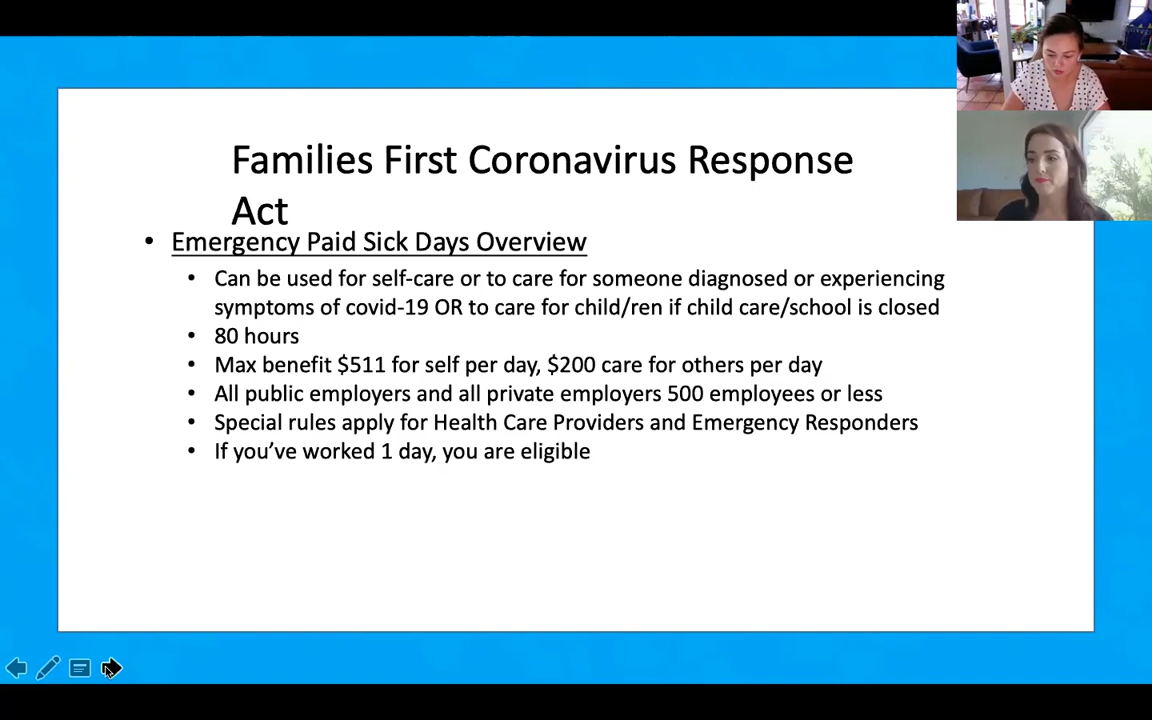 Families First Coronavirus Response
Act
• Emergency Paid Sick Days Overview
• Can be used for self-care or to care for someone diagnosed or experiencing
symptoms of covid-19 OR to care for child/ren if child care/school is closed
• 80 hours
• Max benefit $511 for self per day, $200 care for others per day
• All public employers and all private employers 500 employees or less
• Special rules apply for Health Care Providers and Emergency Responders
• If you’ve worked 1 day, you are eligible